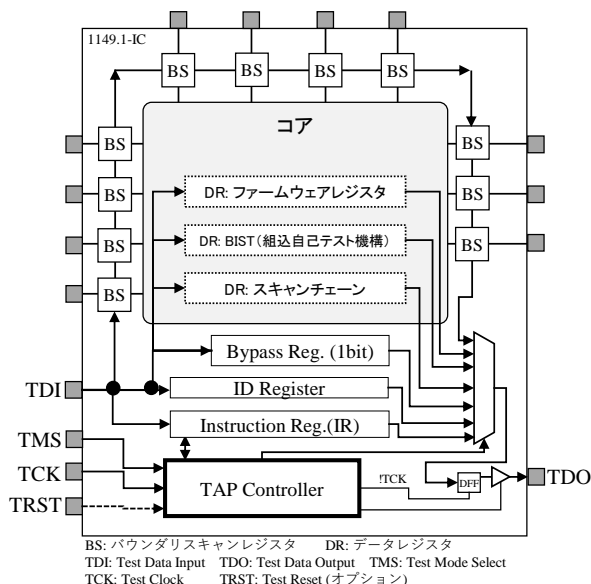 1149.1-IC
BS BS BS BS
コア
BS
BS
BS
BS
BS
BS
BS
DR: ファームウェアレジスタ
DR: BIST(組込自己テスト機構)
DR: スキャンチェーン
Bypass Reg. (1bit)
TDI
ID Register
Instruction Reg.(IR)
TMS
TCK
TRST
TAP Controller
!TCK
DFF
TDO
BS: バウンダリスキャンレジスタ DR: データレジスタ
TDI: Test Data Input TDO: Test Data Output TMS: Test Mode Select
TCK: Test Clock TRST: Test Reset (オプション)